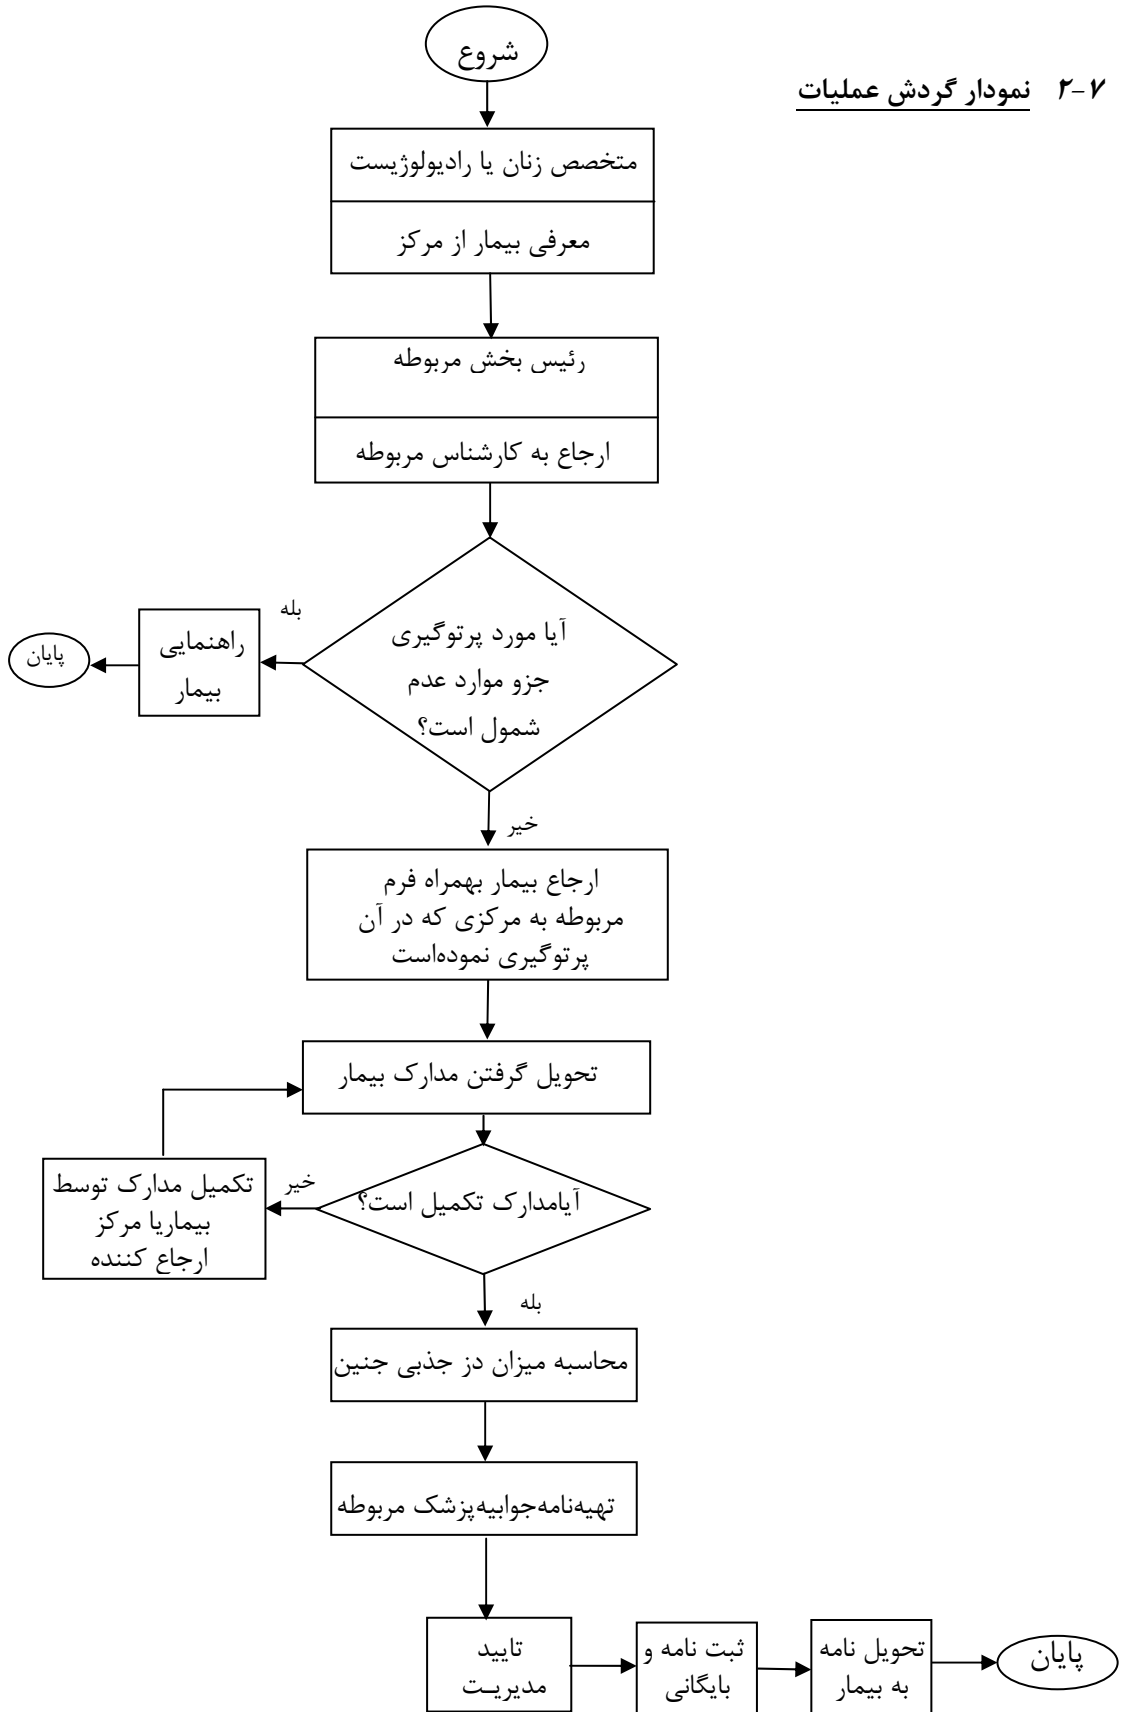 ۷-۲ نمودار گردش عملیات
شروع
متخصص زنان یا رادیولوژیست
معرفی بیمار از مرکز
رئیس بخش مربوطه
ارجاع به کارشناس مربوطه
آیا مورد پرتوگیری
جزو موارد عدم
شمول است؟
بله
راهنمایی
بیمار
پایان
خیر
ارجاع بیمار بهمراه فرم
مربوطه به مرکزی که در آن
پرتوگیری نموده‌است
تحویل گرفتن مدارک بیمار
آیامدارک تکمیل است؟
خیر
تکمیل مدارک توسط
بیماریا مرکز
ارجاع کننده
بله
محاسبه میزان دز جذبی جنین
تهیه‌نامه‌جوابیه‌پزشک مربوطه
تایید
مدیریـت
ثبت نامه و
بایگانی
تحویل نامه
به بیمار
پایان